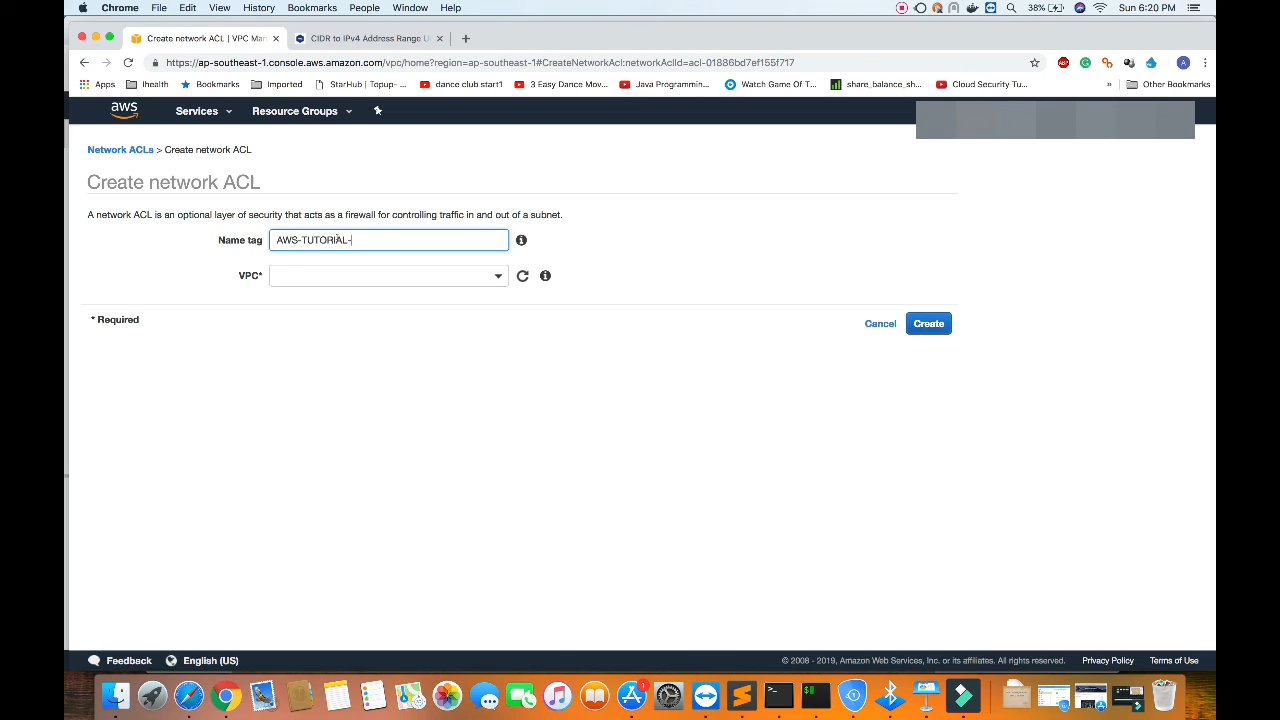 Chrome File Edit View History Bookmarks People Window Help 38% Sun 6:20 PM
Create network ACL | VPC Man × CIDR to IPv4 Address Range U × +
https://ap-southeast-1.console.aws.amazon.com/vpc/home?region=ap-southeast-1#CreateNetworkAcl:networkAclId=acl-01886bd7ef155f717 A
Apps Ihealth Bookmarks Imported StarHub | Topup-... dance club start1 3 Easy Dance Mov... Java Programmin... Watch Game Of T... share_balance_sh... Cloud Security Tu... » Other Bookmarks
aws Services Resource Groups
Network ACLs > Create network ACL
Create network ACL
A network ACL is an optional layer of security that acts as a firewall for controlling traffic in and out of a subnet.
Name tag AWS-TUTORIAL-
VPC*
* Required Cancel Create
Feedback English (US) © 2008 - 2019, Amazon Web Services, Inc. or its affiliates. All rights reserved. Privacy Policy Terms of Use